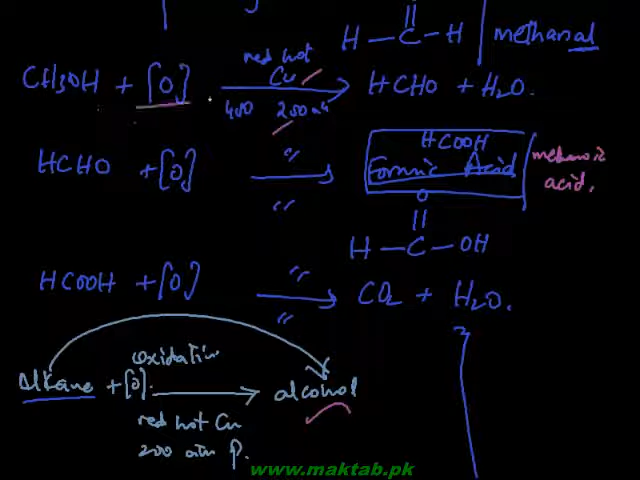 O
H — C — H | methanal
red hot
Cu
CH3OH + [O] → HCHO + H2O.
400 200 atm
HCHO + [O] → HCOOH
Formic Acid
methanoic acid.
O
H — C — OH
HCOOH + [O] → CO2 + H2O.
oxidation
Alkane + [O] → alcohol
red hot Cu
200 atm P.
www.maktab.pk